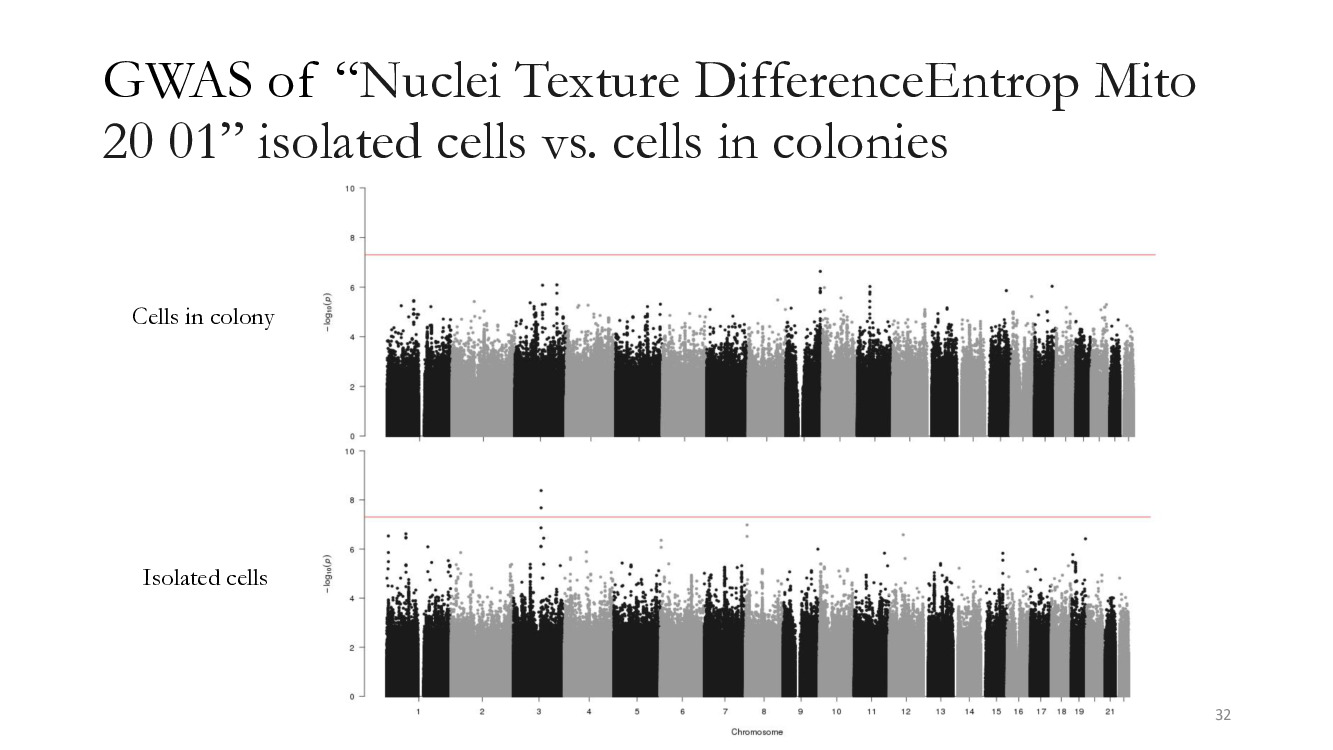 GWAS of “Nuclei Texture DifferenceEntrop Mito
20 01” isolated cells vs. cells in colonies
Cells in colony
−log₁₀(p)
10
8
6
4
2
0
Isolated cells
−log₁₀(p)
10
8
6
4
2
0
1 2 3 4 5 6 7 8 9 10 11 12 13 14 15 16 17 18 19 21
Chromosome
32